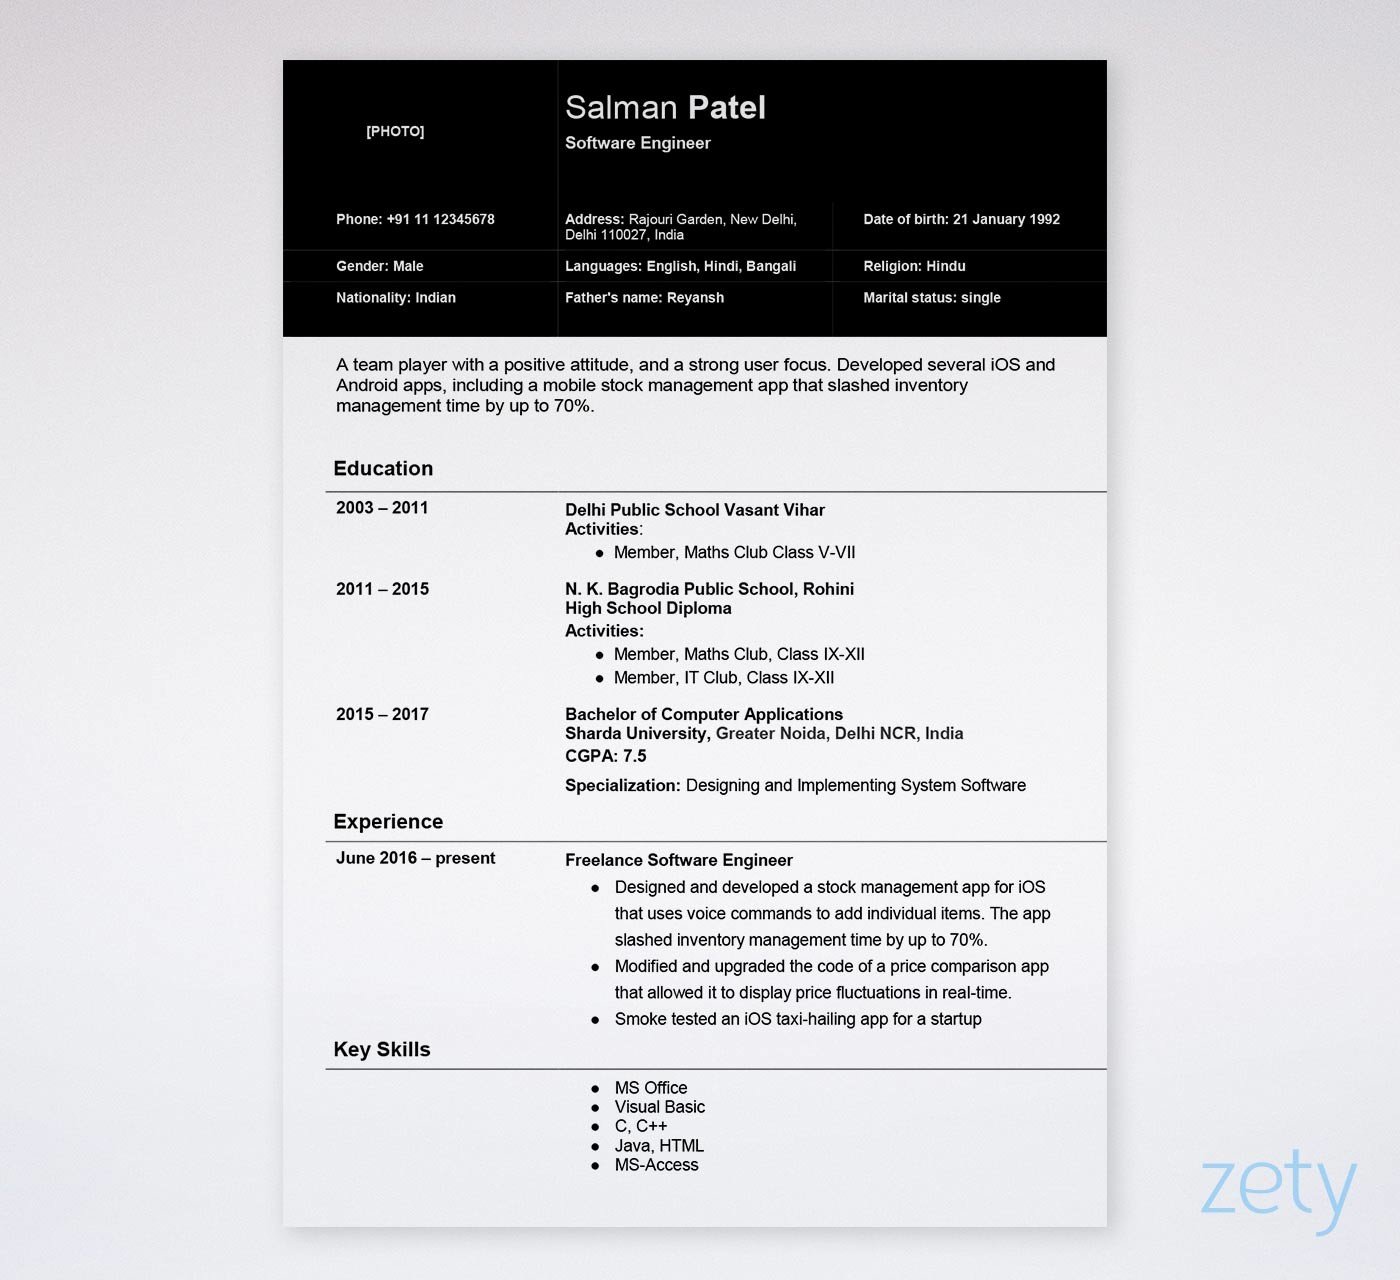 [PHOTO]
Salman Patel
Software Engineer
Phone: +91 11 12345678
Address: Rajouri Garden, New Delhi,
Delhi 110027, India
Date of birth: 21 January 1992
Gender: Male
Languages: English, Hindi, Bangali
Religion: Hindu
Nationality: Indian
Father's name: Reyansh
Marital status: single
A team player with a positive attitude, and a strong user focus. Developed several iOS and
Android apps, including a mobile stock management app that slashed inventory
management time by up to 70%.
Education
2003 – 2011
Delhi Public School Vasant Vihar
Activities:
● Member, Maths Club Class V-VII
2011 – 2015
N. K. Bagrodia Public School, Rohini
High School Diploma
Activities:
● Member, Maths Club, Class IX-XII
● Member, IT Club, Class IX-XII
2015 – 2017
Bachelor of Computer Applications
Sharda University, Greater Noida, Delhi NCR, India
CGPA: 7.5
Specialization: Designing and Implementing System Software
Experience
June 2016 – present
Freelance Software Engineer
● Designed and developed a stock management app for iOS
that uses voice commands to add individual items. The app
slashed inventory management time by up to 70%.
● Modified and upgraded the code of a price comparison app
that allowed it to display price fluctuations in real-time.
● Smoke tested an iOS taxi-hailing app for a startup
Key Skills
● MS Office
● Visual Basic
● C, C++
● Java, HTML
● MS-Access
zety